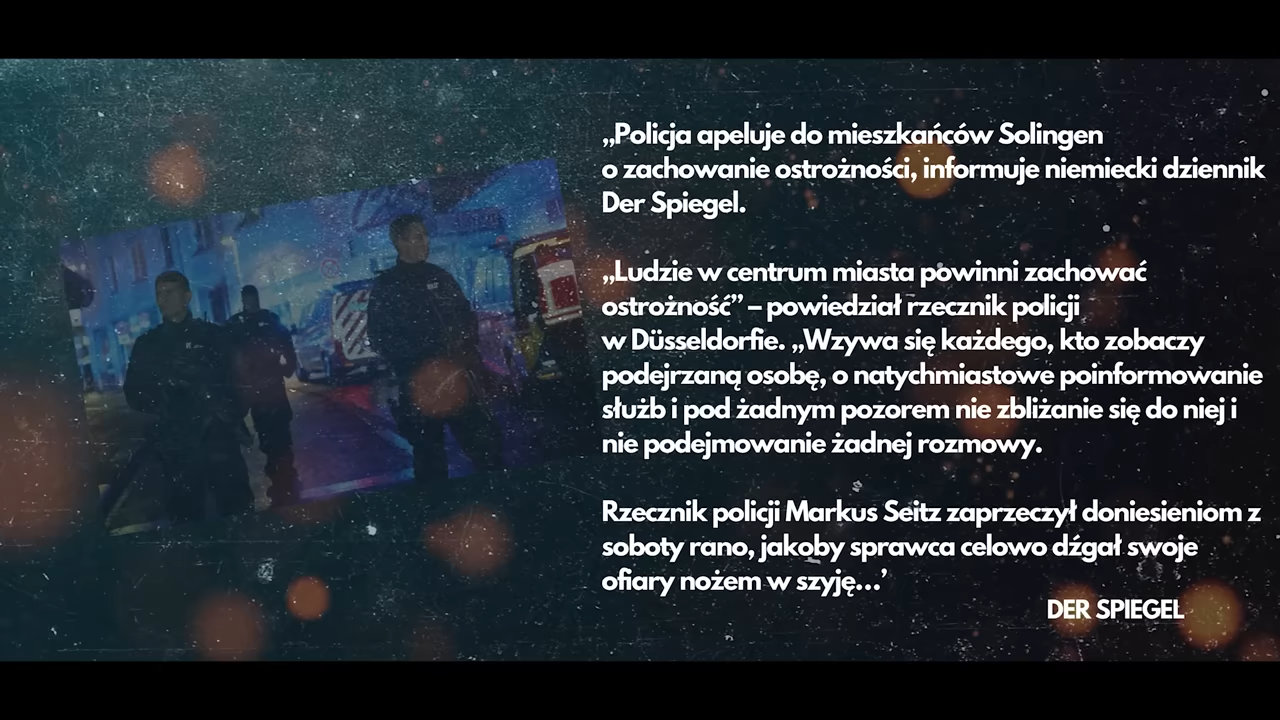 „Policja apeluje do mieszkańców Solingen
o zachowanie ostrożności, informuje niemiecki dziennik
Der Spiegel.
„Ludzie w centrum miasta powinni zachować
ostrożność” – powiedział rzecznik policji
w Düsseldorfie. „Wzywa się każdego, kto zobaczy
podejrzaną osobę, o natychmiastowe poinformowanie
służb i pod żadnym pozorem nie zbliżanie się do niej i
nie podejmowanie żadnej rozmowy.
Rzecznik policji Markus Seitz zaprzeczył doniesieniom z
soboty rano, jakoby sprawca celowo dźgał swoje
ofiary nożem w szyję...’
DER SPIEGEL